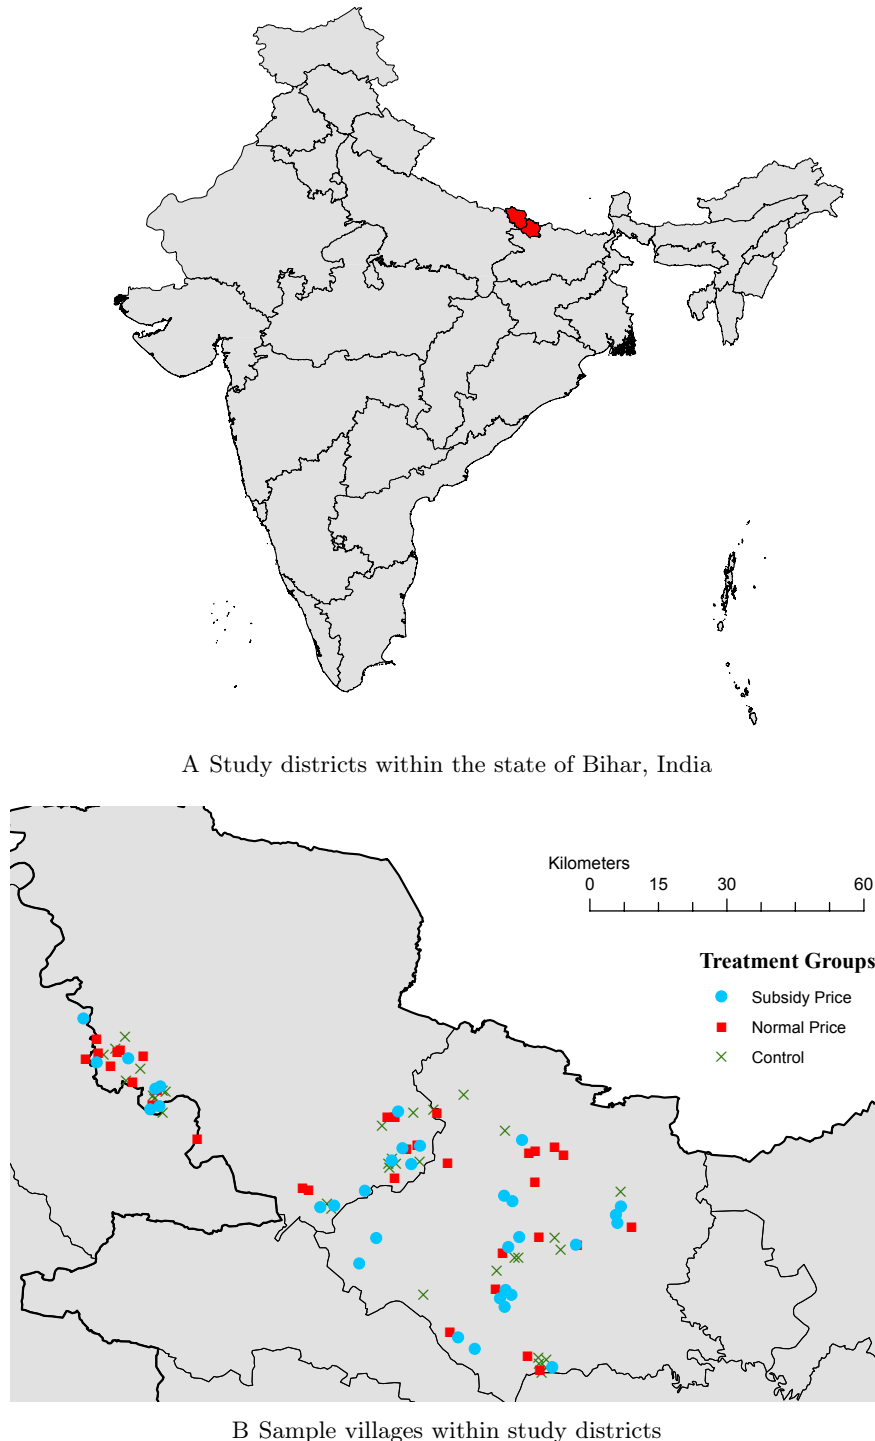 A Study districts within the state of Bihar, India
Kilometers
0 15 30 60
Treatment Groups
Subsidy Price
Normal Price
Control
B Sample villages within study districts